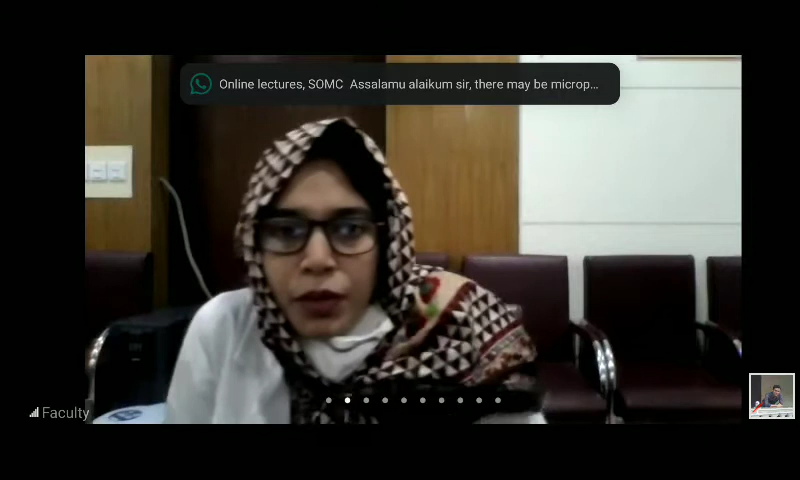 Online lectures, SOMC Assalamu alaikum sir, there may be microp...
Faculty